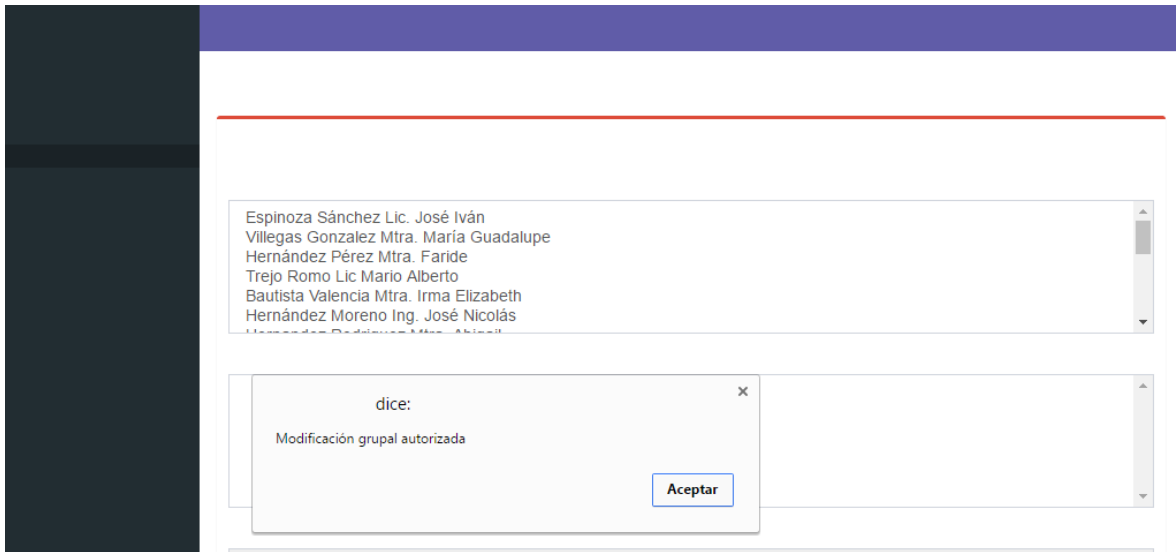 Espinoza Sánchez Lic. José Iván
Villegas Gonzalez Mtra. María Guadalupe
Hernández Pérez Mtra. Faride
Trejo Romo Lic Mario Alberto
Bautista Valencia Mtra. Irma Elizabeth
Hernández Moreno Ing. José Nicolás
dice:
Modificación grupal autorizada
Aceptar